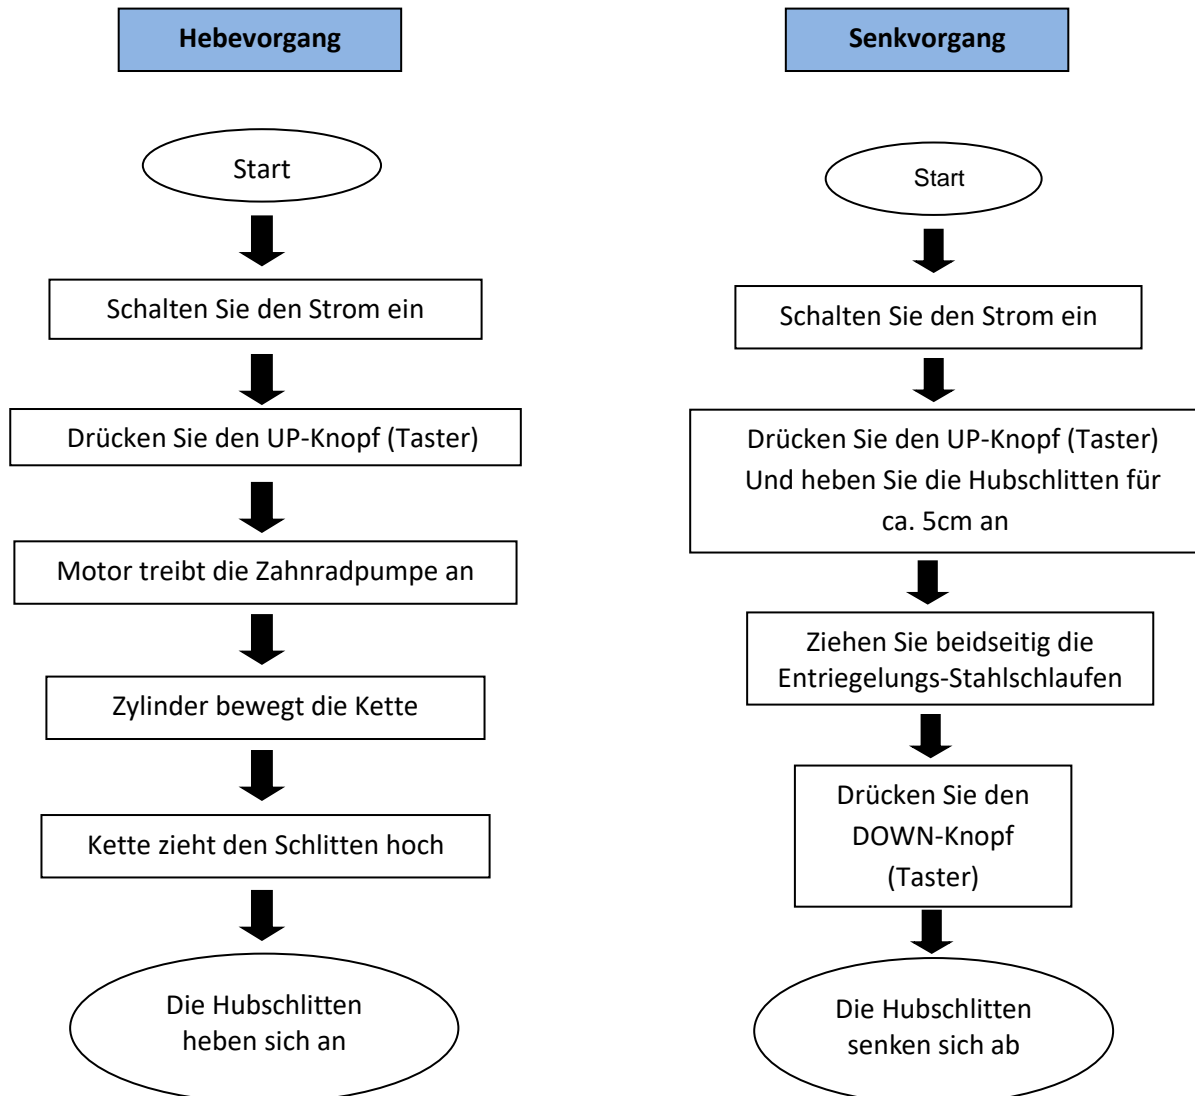 Hebevorgang
Start
Schalten Sie den Strom ein
Drücken Sie den UP-Knopf (Taster)
Motor treibt die Zahnradpumpe an
Zylinder bewegt die Kette
Kette zieht den Schlitten hoch
Die Hubschlitten
heben sich an
Senkvorgang
Start
Schalten Sie den Strom ein
Drücken Sie den UP-Knopf (Taster)
Und heben Sie die Hubschlitten für
ca. 5cm an
Ziehen Sie beidseitig die
Entriegelungs-Stahlschlaufen
Drücken Sie den
DOWN-Knopf
(Taster)
Die Hubschlitten
senken sich ab